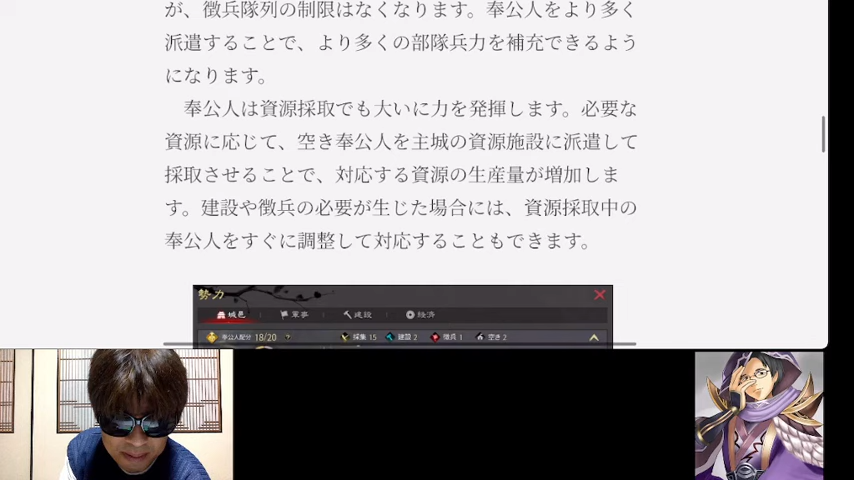 が、徴兵隊列の制限はなくなります。奉公人をより多く
派遣することで、より多くの部隊兵力を補充できるよう
になります。
奉公人は資源採取でも大いに力を発揮します。必要な
資源に応じて、空き奉公人を主城の資源施設に派遣して
採取させることで、対応する資源の生産量が増加しま
す。建設や徴兵の必要が生じた場合には、資源採取中の
奉公人をすぐに調整して対応することもできます。
勢力
城邑 軍事 建設 経済
奉公人配分 18/20 採集 15 建設 2 徴兵 1 空き 2